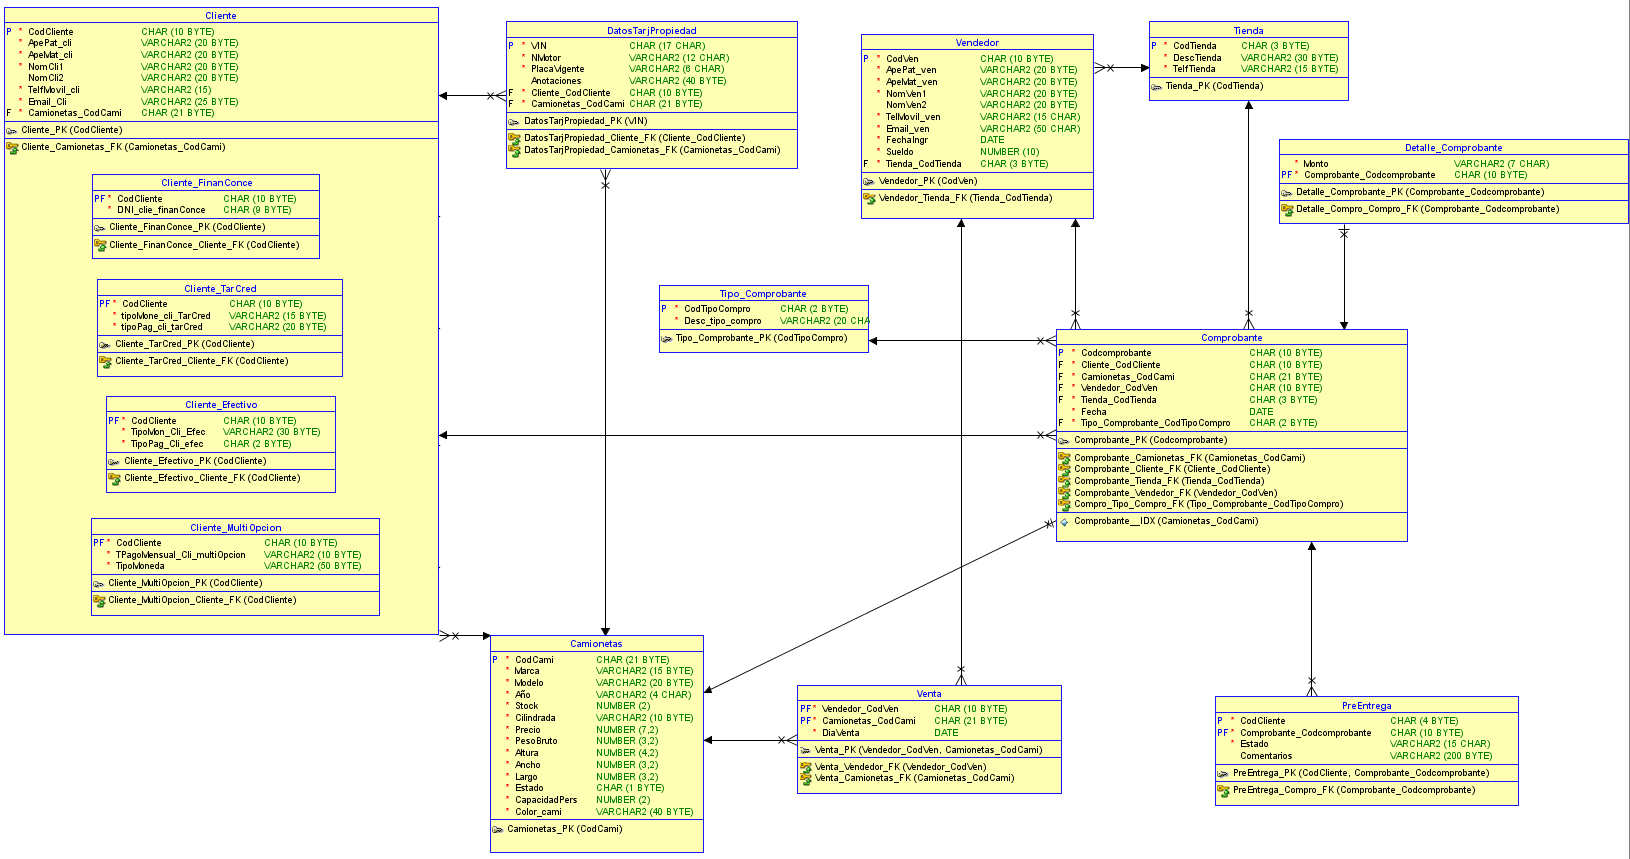 Cliente
P * CodCliente CHAR (10 BYTE)
* ApePat_cli VARCHAR2 (20 BYTE)
* ApeMat_cli VARCHAR2 (20 BYTE)
* NomCli1 VARCHAR2 (20 BYTE)
NomCli2 VARCHAR2 (20 BYTE)
* TelfMovil_cli VARCHAR2 (15)
* Email_Cli VARCHAR2 (25 BYTE)
F * Camionetas_CodCami CHAR (21 BYTE)
Cliente_PK (CodCliente)
Cliente_Camionetas_FK (Camionetas_CodCami)
Cliente_FinanConce
PF * CodCliente CHAR (10 BYTE)
* DNI_clie_finanConce CHAR (9 BYTE)
Cliente_FinanConce_PK (CodCliente)
Cliente_FinanConce_Cliente_FK (CodCliente)
Cliente_TarCred
PF * CodCliente CHAR (10 BYTE)
* tipoMone_cli_TarCred VARCHAR2 (15 BYTE)
* tipoPag_cli_tarCred VARCHAR2 (20 BYTE)
Cliente_TarCred_PK (CodCliente)
Cliente_TarCred_Cliente_FK (CodCliente)
Cliente_Efectivo
PF * CodCliente CHAR (10 BYTE)
* TipoMon_Cli_Efec VARCHAR2 (30 BYTE)
* TipoPag_Cli_efec CHAR (2 BYTE)
Cliente_Efectivo_PK (CodCliente)
Cliente_Efectivo_Cliente_FK (CodCliente)
Cliente_MultiOpcion
PF * CodCliente CHAR (10 BYTE)
* TPagoMensual_Cli_multiOpcion VARCHAR2 (10 BYTE)
* TipoMoneda VARCHAR2 (50 BYTE)
Cliente_MultiOpcion_PK (CodCliente)
Cliente_MultiOpcion_Cliente_FK (CodCliente)
DatosTarjPropiedad
P * VIN CHAR (17 CHAR)
* NMotor VARCHAR2 (12 CHAR)
* PlacaVigente VARCHAR2 (6 CHAR)
Anotaciones VARCHAR2 (40 BYTE)
F * Cliente_CodCliente CHAR (10 BYTE)
F * Camionetas_CodCami CHAR (21 BYTE)
DatosTarjPropiedad_PK (VIN)
DatosTarjPropiedad_Cliente_FK (Cliente_CodCliente)
DatosTarjPropiedad_Camionetas_FK (Camionetas_CodCami)
Vendedor
P * CodVen CHAR (10 BYTE)
* ApePat_ven VARCHAR2 (20 BYTE)
* ApeMat_ven VARCHAR2 (20 BYTE)
* NomVen1 VARCHAR2 (20 BYTE)
NomVen2 VARCHAR2 (20 BYTE)
* TelMovil_ven VARCHAR2 (15 CHAR)
* Email_ven VARCHAR2 (50 CHAR)
* FechaIngr DATE
* Sueldo NUMBER (10)
F * Tienda_CodTienda CHAR (3 BYTE)
Vendedor_PK (CodVen)
Vendedor_Tienda_FK (Tienda_CodTienda)
Tienda
P * CodTienda CHAR (3 BYTE)
* DescTienda VARCHAR2 (30 BYTE)
* TelfTienda VARCHAR2 (15 BYTE)
Tienda_PK (CodTienda)
Detalle_Comprobante
* Monto VARCHAR2 (7 CHAR)
PF * Comprobante_Codcomprobante CHAR (10 BYTE)
Detalle_Comprobante_PK (Comprobante_Codcomprobante)
Detalle_Compro_Compro_FK (Comprobante_Codcomprobante)
Tipo_Comprobante
P * CodTipoCompro CHAR (2 BYTE)
* Desc_tipo_compro VARCHAR2 (20 CHA
Tipo_Comprobante_PK (CodTipoCompro)
Comprobante
P * Codcomprobante CHAR (10 BYTE)
F * Cliente_CodCliente CHAR (10 BYTE)
F * Camionetas_CodCami CHAR (21 BYTE)
F * Vendedor_CodVen CHAR (10 BYTE)
F * Tienda_CodTienda CHAR (3 BYTE)
* Fecha DATE
F * Tipo_Comprobante_CodTipoCompro CHAR (2 BYTE)
Comprobante_PK (Codcomprobante)
Comprobante_Camionetas_FK (Camionetas_CodCami)
Comprobante_Cliente_FK (Cliente_CodCliente)
Comprobante_Tienda_FK (Tienda_CodTienda)
Comprobante_Vendedor_FK (Vendedor_CodVen)
Compro_Tipo_Compro_FK (Tipo_Comprobante_CodTipoCompro)
Comprobante__IDX (Camionetas_CodCami)
Camionetas
P * CodCami CHAR (21 BYTE)
* Marca VARCHAR2 (15 BYTE)
* Modelo VARCHAR2 (20 BYTE)
* Año VARCHAR2 (4 CHAR)
* Stock NUMBER (2)
* Cilindrada VARCHAR2 (10 BYTE)
* Precio NUMBER (7,2)
* PesoBruto NUMBER (3,2)
* Altura NUMBER (4,2)
* Ancho NUMBER (3,2)
* Largo NUMBER (3,2)
* Estado CHAR (1 BYTE)
* CapacidadPers NUMBER (2)
* Color_cami VARCHAR2 (40 BYTE)
Camionetas_PK (CodCami)
Venta
PF * Vendedor_CodVen CHAR (10 BYTE)
PF * Camionetas_CodCami CHAR (21 BYTE)
* DiaVenta DATE
Venta_PK (Vendedor_CodVen, Camionetas_CodCami)
Venta_Vendedor_FK (Vendedor_CodVen)
Venta_Camionetas_FK (Camionetas_CodCami)
PreEntrega
P * CodCliente CHAR (4 BYTE)
PF * Comprobante_Codcomprobante CHAR (10 BYTE)
* Estado VARCHAR2 (15 CHAR)
Comentarios VARCHAR2 (200 BYTE)
PreEntrega_PK (CodCliente, Comprobante_Codcomprobante)
PreEntrega_Compro_FK (Comprobante_Codcomprobante)